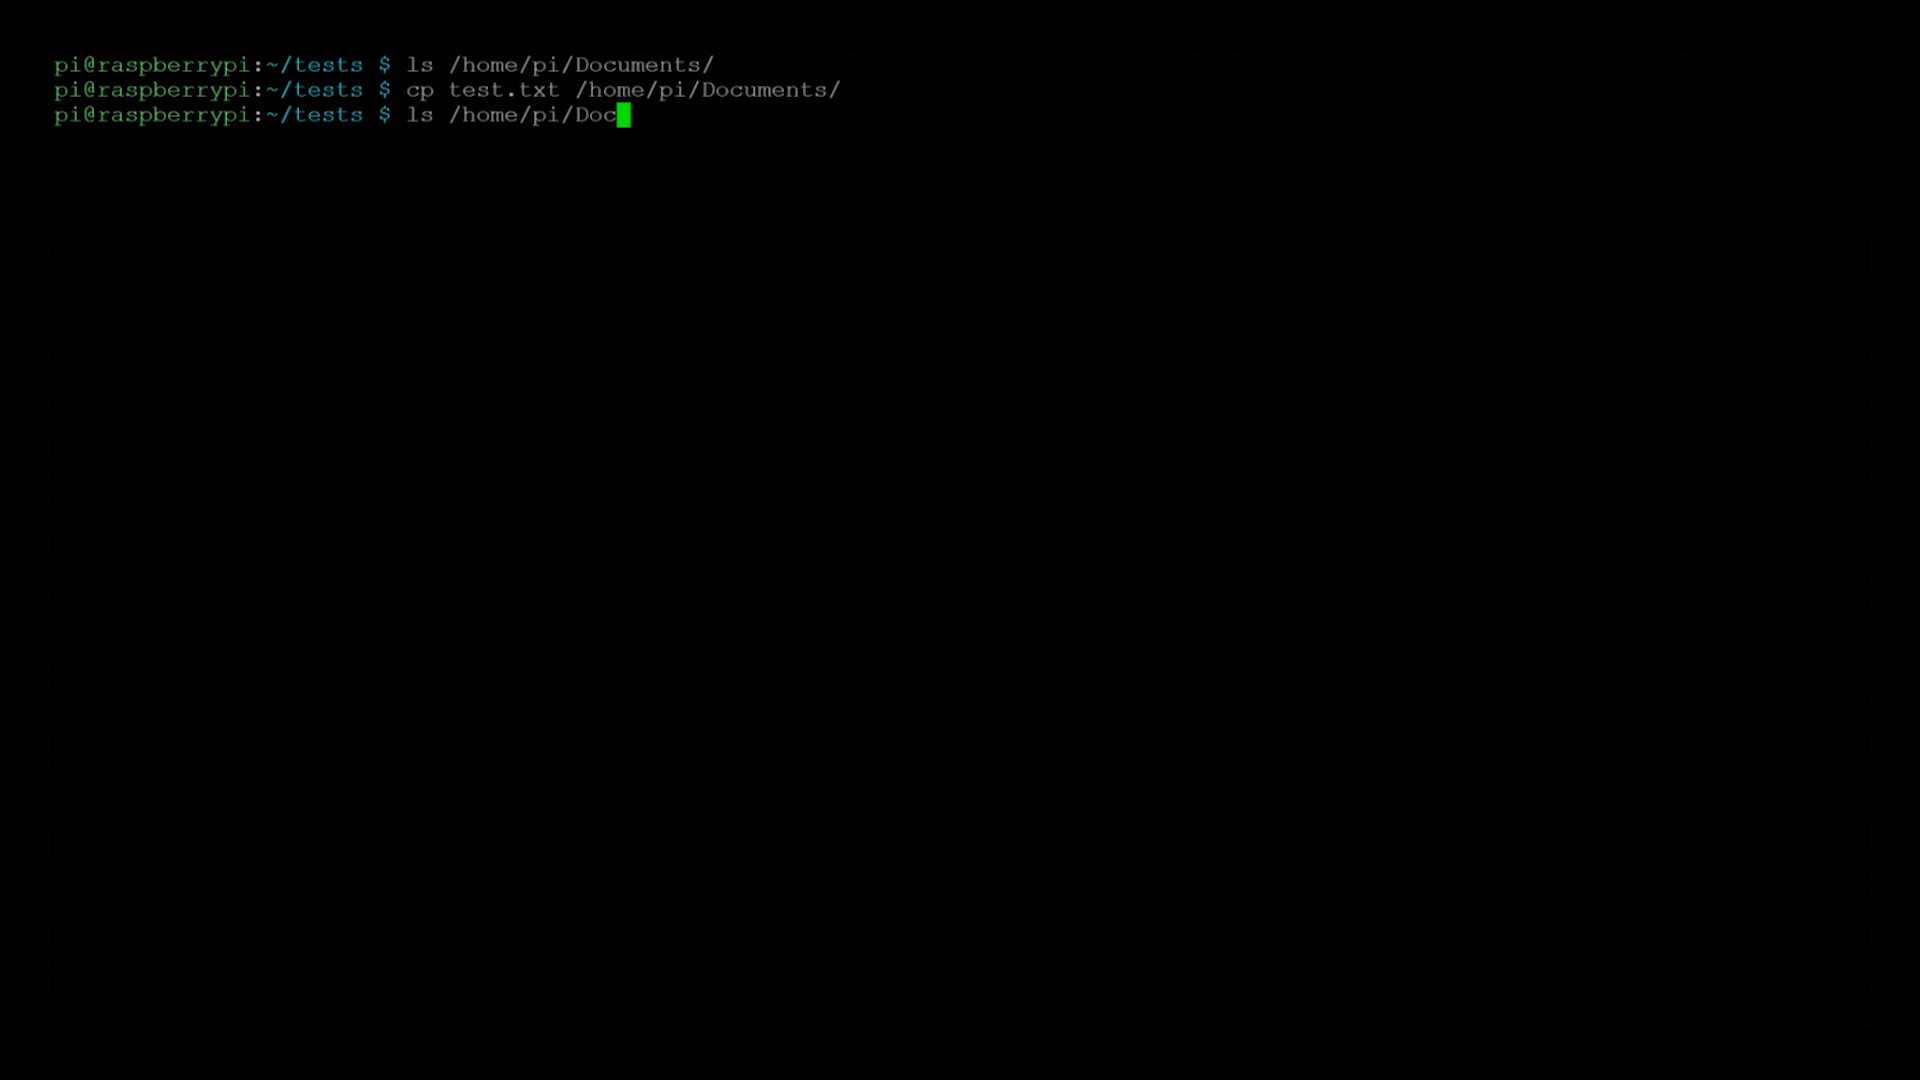 pi@raspberrypi:~/tests $ ls /home/pi/Documents/
pi@raspberrypi:~/tests $ cp test.txt /home/pi/Documents/
pi@raspberrypi:~/tests $ ls /home/pi/Doc